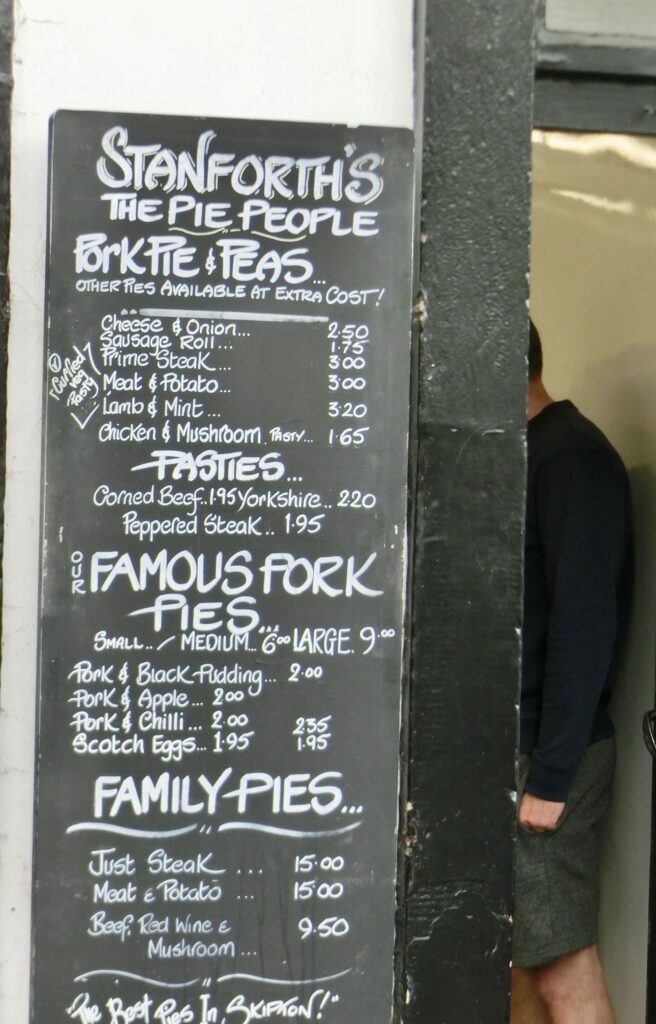 STANFORTH'S
THE PIE PEOPLE
PORK PIE & PEAS...
OTHER PIES AVAILABLE AT EXTRA COST!
Cheese & Onion... 2.50
Sausage Roll... 1.75
Prime Steak... 3.00
Meat & Potato... 3.00
Lamb & Mint... 3.20
Chicken & Mushroom. PASTY... 1.65
Ⓥ
Curried
Veg
Pasty
PASTIES...
Corned Beef..1.95 Yorkshire.. 2.20
Peppered Steak.. 1.95
OUR FAMOUS PORK
PIES...
SMALL.. / MEDIUM... 6.00 LARGE. 9.00
Pork & Black Pudding... 2.00
Pork & Apple... 2.00
Pork & Chilli... 2.00 2.35
Scotch Eggs... 1.95 1.95
FAMILY PIES...
Just Steak ... 15.00
Meat & Potato ... 15.00
Beef, Red Wine & 9.50
Mushroom ...
"The Best Pies In SKIPTON!"